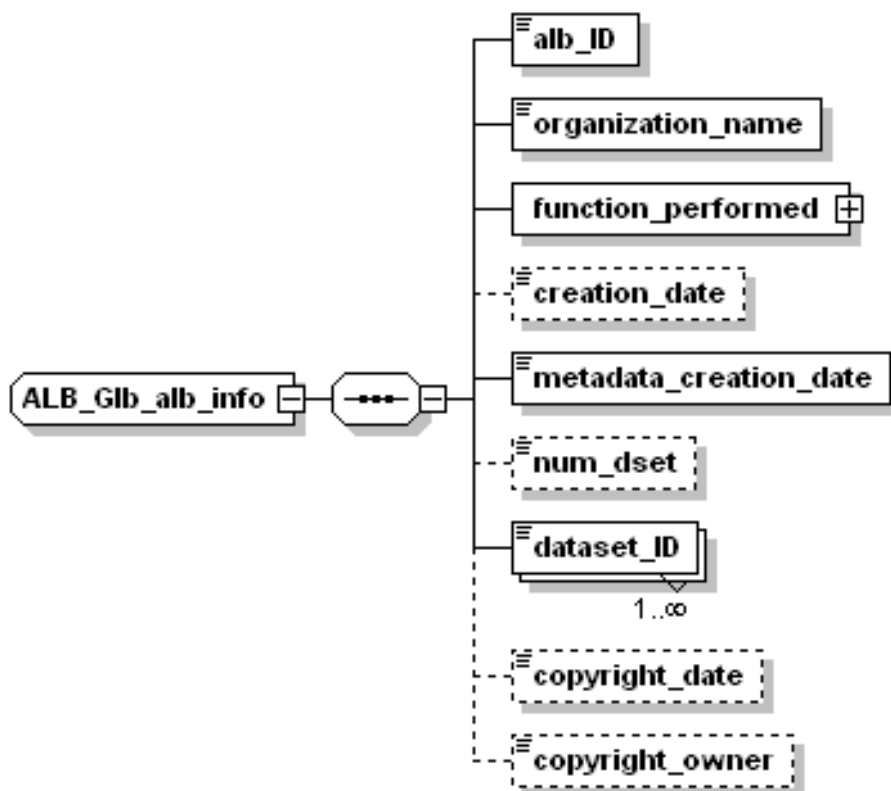 alb_ID
organization_name
function_performed
creation_date
ALB_Glb_alb_info
metadata_creation_date
num_dset
dataset_ID
1..∞
copyright_date
copyright_owner